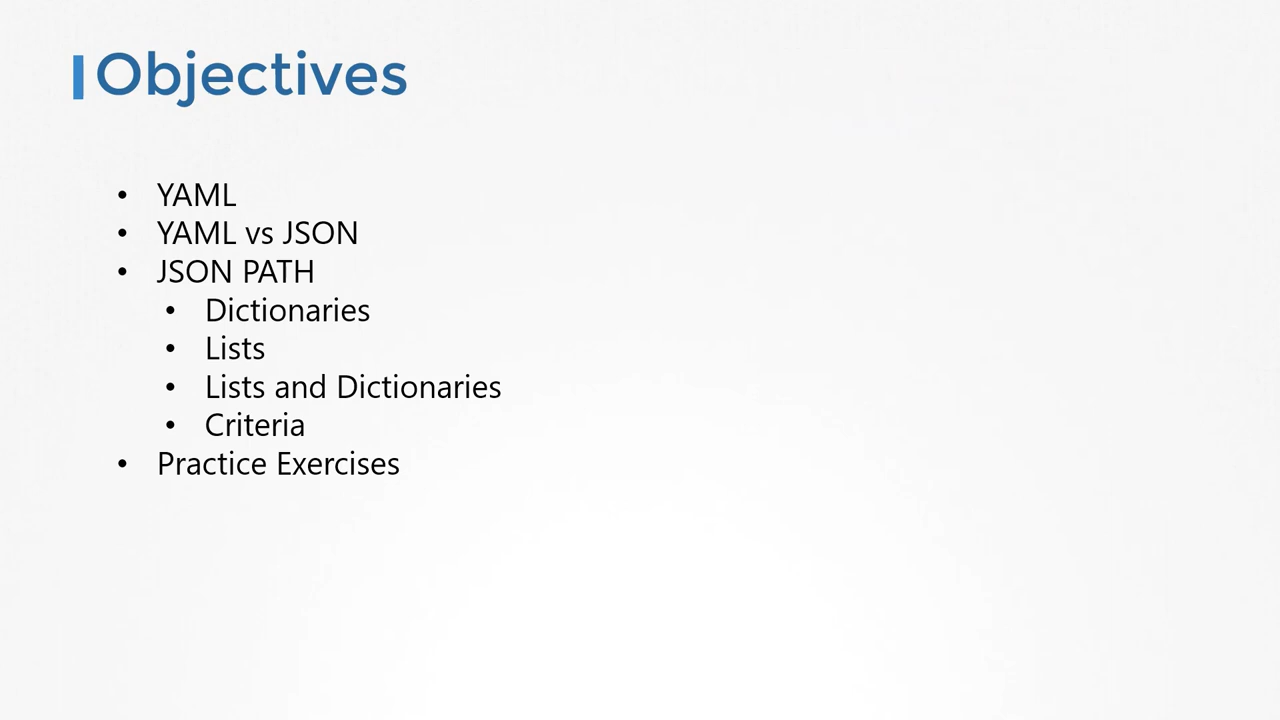 Objectives
• YAML
• YAML vs JSON
• JSON PATH
• Dictionaries
• Lists
• Lists and Dictionaries
• Criteria
• Practice Exercises